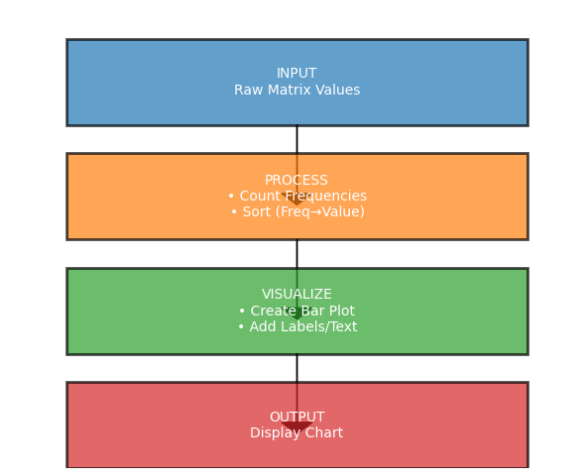 INPUT
Raw Matrix Values
PROCESS
• Count Frequencies
• Sort (Freq→Value)
VISUALIZE
• Create Bar Plot
• Add Labels/Text
OUTPUT
Display Chart